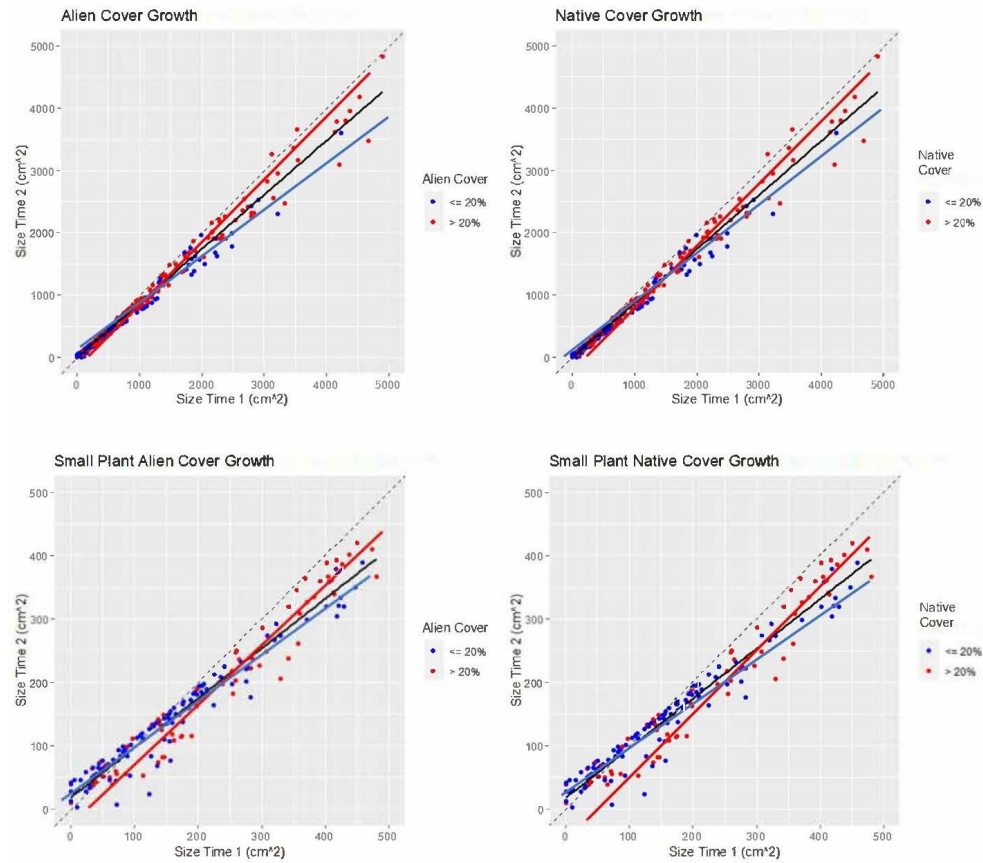 Alien Cover Growth
Size Time 2 (cm^2)
5000
4000
3000
2000
1000
0
0 1000 2000 3000 4000 5000
Size Time 1 (cm^2)
Alien Cover
<= 20%
> 20%
Native Cover Growth
Size Time 2 (cm^2)
5000
4000
3000
2000
1000
0
0 1000 2000 3000 4000 5000
Size Time 1 (cm^2)
Native
Cover
<= 20%
> 20%
Small Plant Alien Cover Growth
Size Time 2 (cm^2)
500
400
300
200
100
0
0 100 200 300 400 500
Size Time 1 (cm^2)
Alien Cover
<= 20%
> 20%
Small Plant Native Cover Growth
Size Time 2 (cm^2)
500
400
300
200
100
0
0 100 200 300 400 500
Size Time 1 (cm^2)
Native
Cover
<= 20%
> 20%